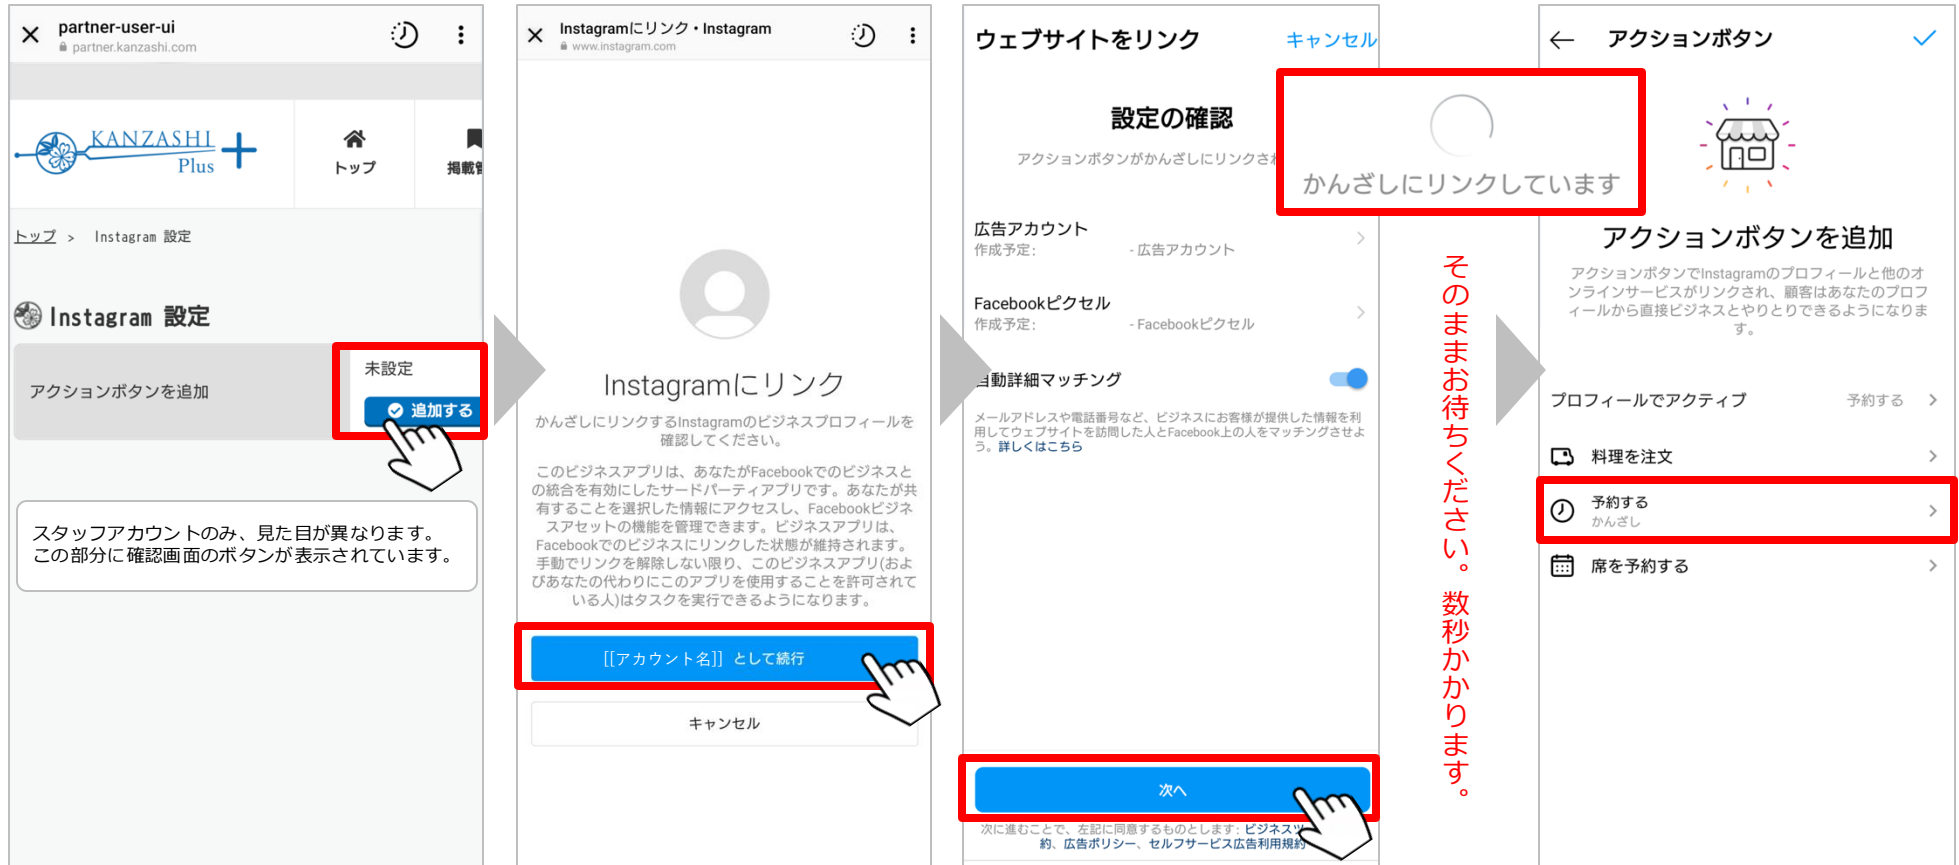 partner-user-ui
partner.kanzashi.com
KANZASHI
Plus
トップ
トップ > Instagram 設定
Instagram 設定
アクションボタンを追加
未設定
追加する
スタッフアカウントのみ、見た目が異なります。
この部分に確認画面のボタンが表示されています。
Instagramにリンク・Instagram
www.instagram.com
Instagramにリンク
かんざしにリンクするInstagramのビジネスプロフィールを
確認してください。
このビジネスアプリは、あなたがFacebookでのビジネスと
の統合を有効にしたサードパーティアプリです。あなたが共
有することを選択した情報にアクセスし、Facebookビジネ
スアセットの機能を管理できます。ビジネスアプリは、
Facebookでのビジネスにリンクした状態が維持されます。
手動でリンクを解除しない限り、このビジネスアプリ(およ
びあなたの代わりにこのアプリを使用することを許可されて
いる人)はタスクを実行できるようになります。
[[アカウント名]] として続行
キャンセル
ウェブサイトをリンク
キャンセル
設定の確認
アクションボタンがかんざしにリンクされ
広告アカウント
作成予定: - 広告アカウント
Facebookピクセル
作成予定: - Facebookピクセル
自動詳細マッチング
メールアドレスや電話番号など、ビジネスにお客様が提供した情報を利
用してウェブサイトを訪問した人とFacebook上の人をマッチングさせよ
う。詳しくはこちら
次へ
次に進むことで、左記に同意するものとします: ビジネスツ
約、広告ポリシー、セルフサービス広告利用規約
かんざしにリンクしています
そのままお待ちください。数秒かかります。
アクションボタン
アクションボタンを追加
アクションボタンでInstagramのプロフィールと他のオ
ンラインサービスがリンクされ、顧客はあなたのプロフ
ィールから直接ビジネスとやりとりできるようになりま
す。
プロフィールでアクティブ 予約する
料理を注文
予約する
かんざし
席を予約する